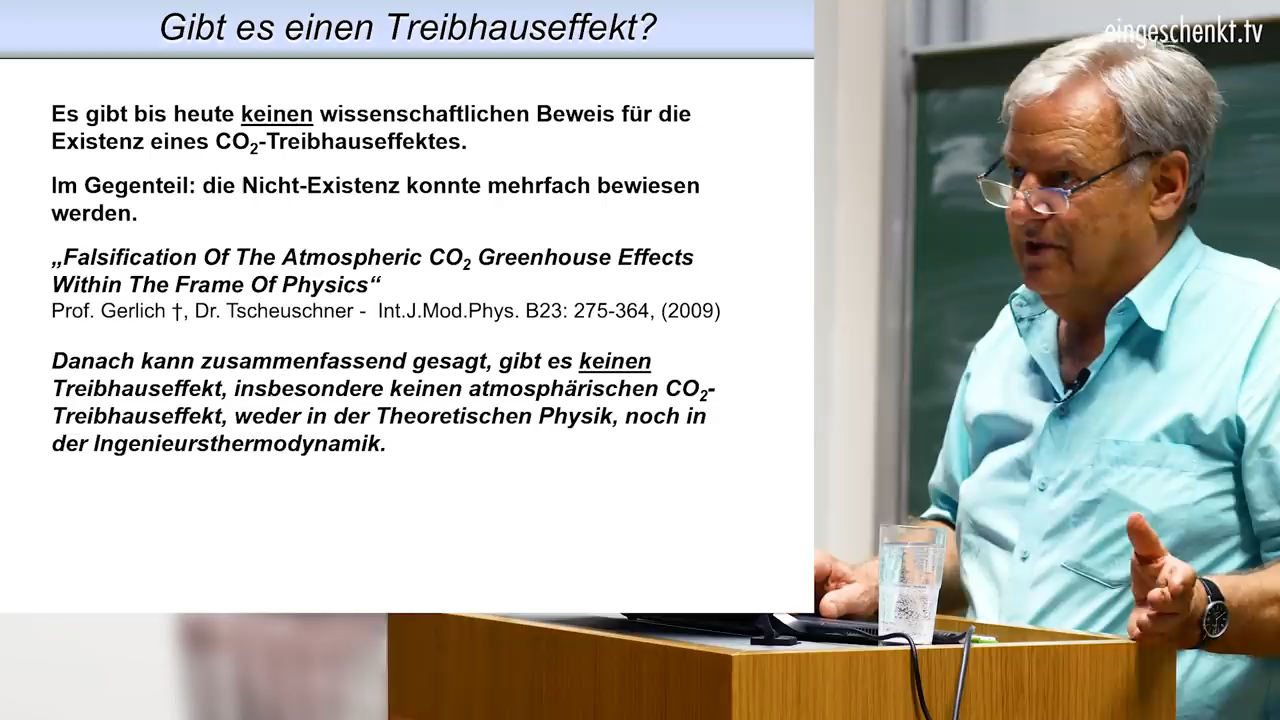 Gibt es einen Treibhauseffekt?
eingeschenkt.tv
Es gibt bis heute keinen wissenschaftlichen Beweis für die
Existenz eines CO₂-Treibhauseffektes.
Im Gegenteil: die Nicht-Existenz konnte mehrfach bewiesen
werden.
„Falsification Of The Atmospheric CO₂ Greenhouse Effects
Within The Frame Of Physics“
Prof. Gerlich †, Dr. Tscheuschner - Int.J.Mod.Phys. B23: 275-364, (2009)
Danach kann zusammenfassend gesagt, gibt es keinen
Treibhauseffekt, insbesondere keinen atmosphärischen CO₂-
Treibhauseffekt, weder in der Theoretischen Physik, noch in
der Ingenieursthermodynamik.